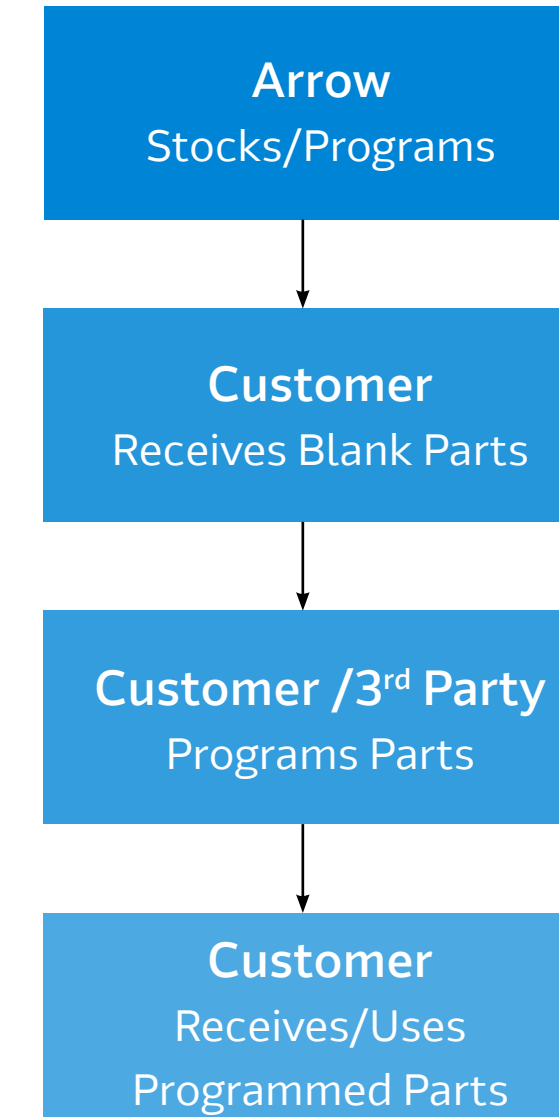 Arrow
Stocks/Programs
Customer
Receives Blank Parts
Customer /3rd Party
Programs Parts
Customer
Receives/Uses
Programmed Parts